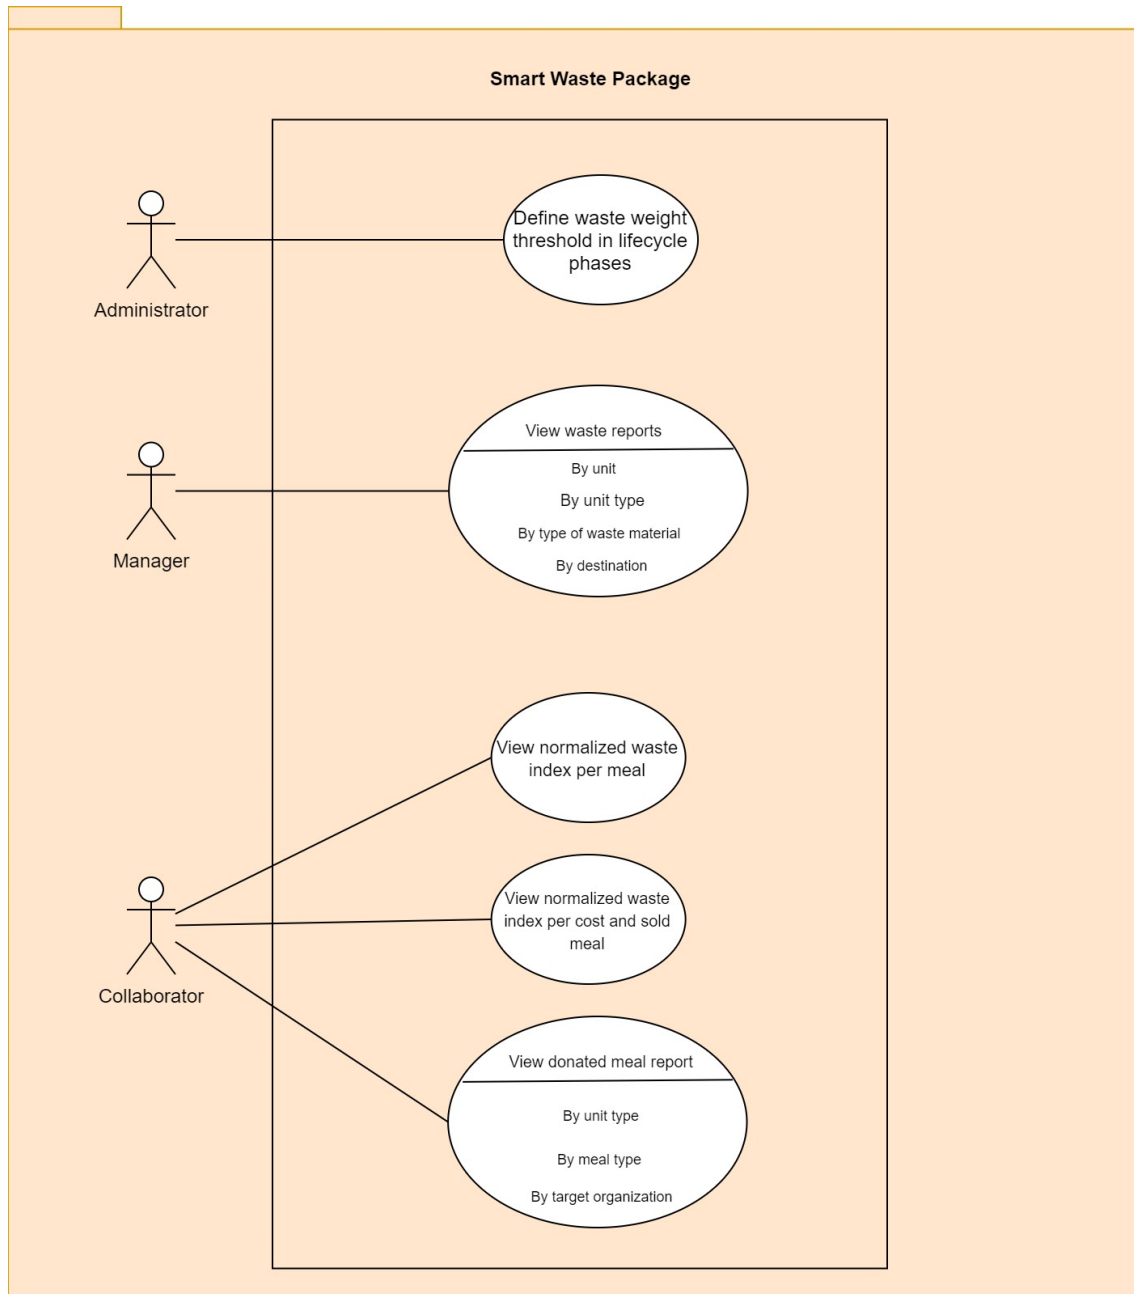 Smart Waste Package
Define waste weight
threshold in lifecycle
phases
Administrator
View waste reports
By unit
By unit type
By type of waste material
By destination
Manager
View normalized waste
index per meal
View normalized waste
index per cost and sold
meal
Collaborator
View donated meal report
By unit type
By meal type
By target organization